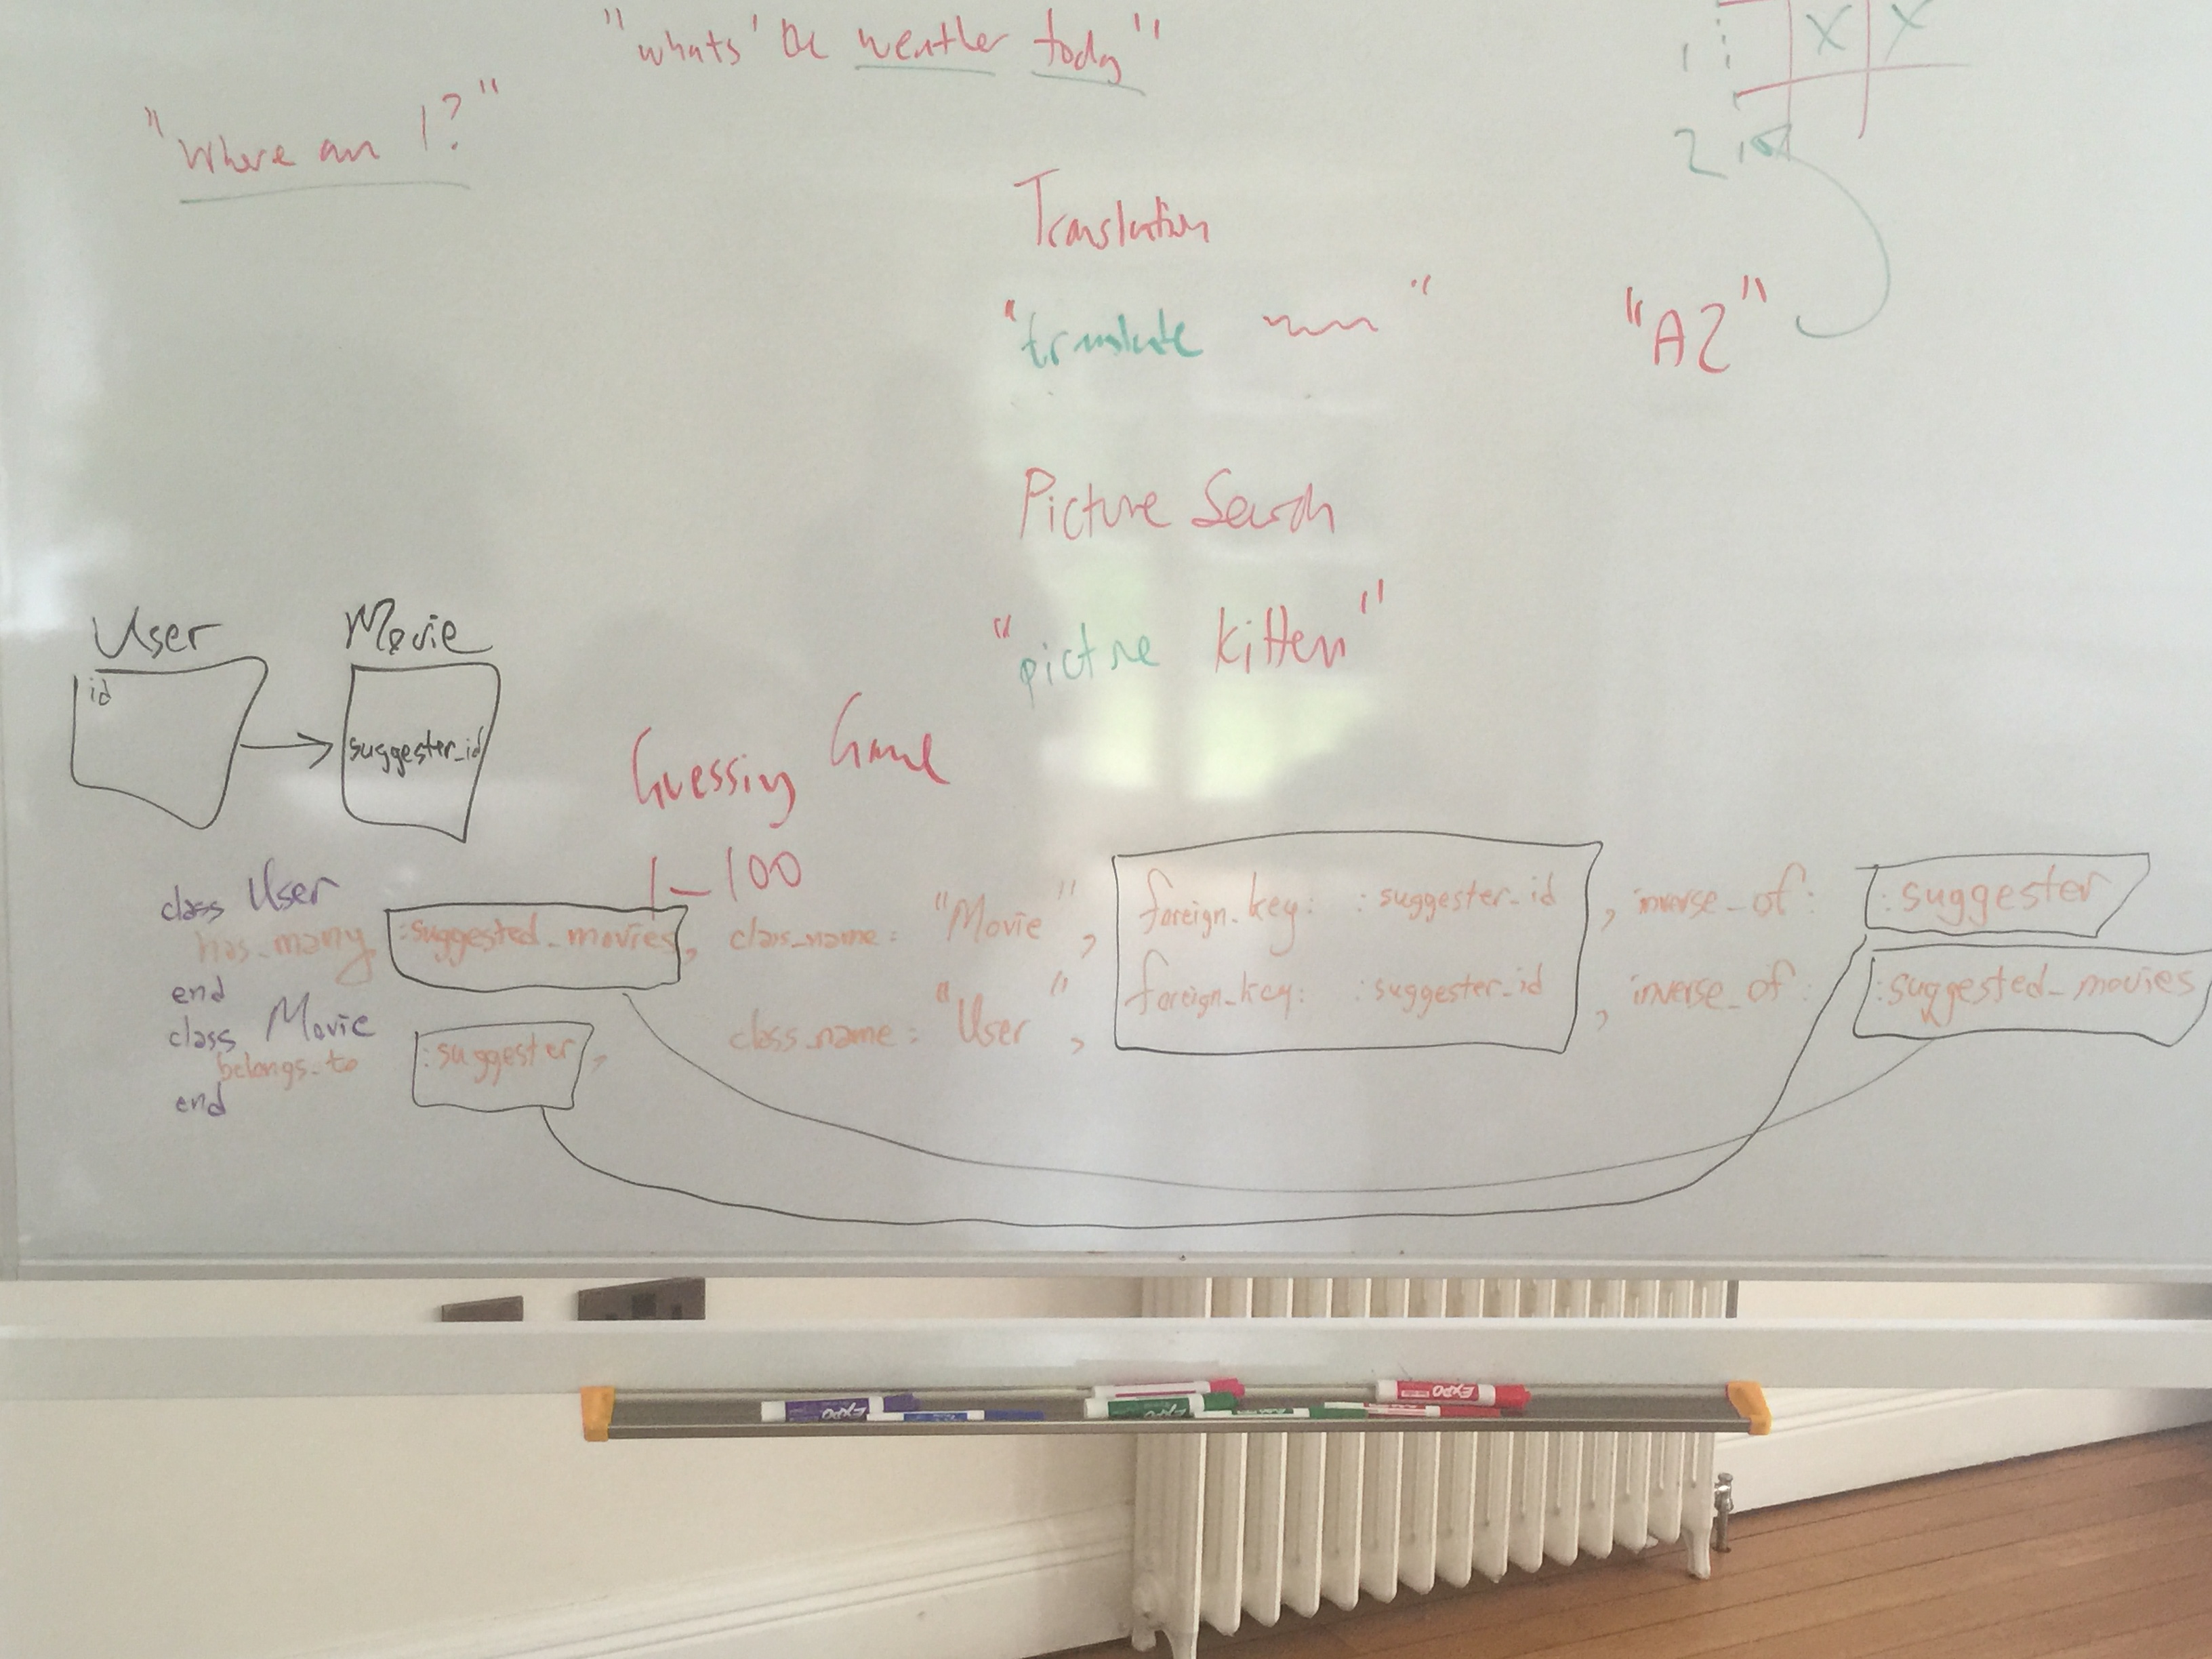 "whats' the weather today"
"Where am I?"
1 X X
2
Translation
"translate "
"A2"
Picture Search
"picture kitten"
User Movie
id
suggester_id
Guessing Game
1-100
class User
has_many :suggested_movies, class_name: "Movie", foreign_key: :suggester_id, inverse_of: :suggester
end
class Movie
belongs_to :suggester, class_name: "User", foreign_key: :suggester_id, inverse_of: :suggested_movies
end
EXPO
EXPO
EXPO